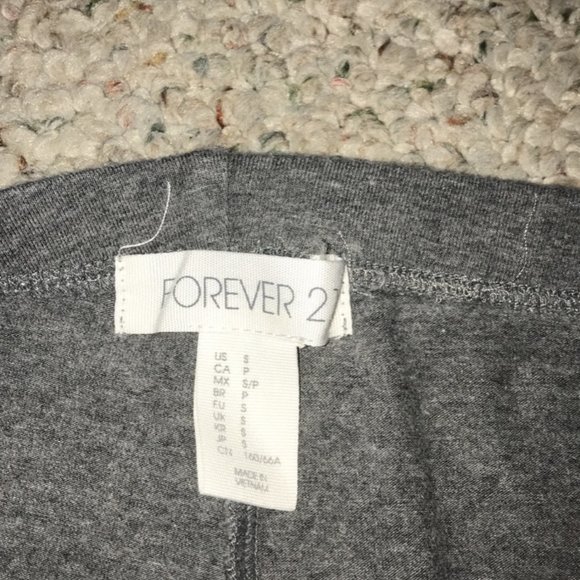 FOREVER 21
US S
CA P
MX S/P
BR P
EU S
UK S
KR S
JP S
CN 160/66A
MADE IN
VIETNAM